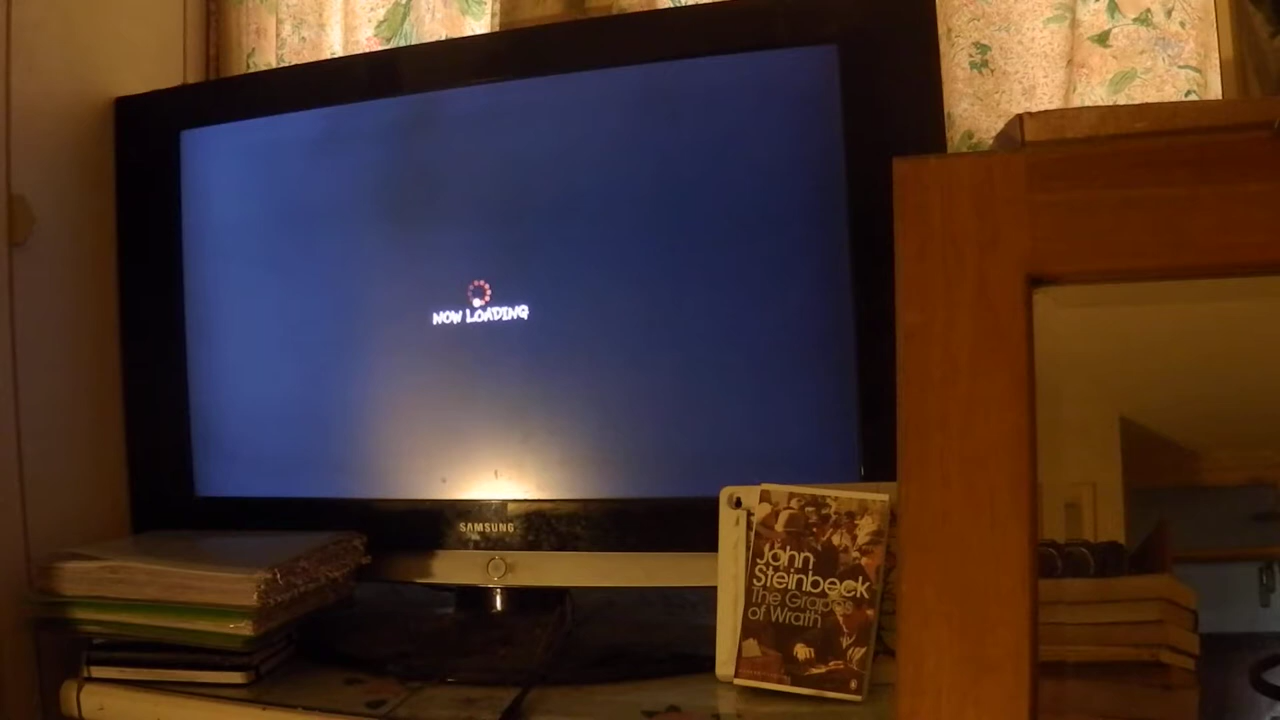 NOW LOADING
SAMSUNG
John
Steinbeck
The Grapes
of Wrath